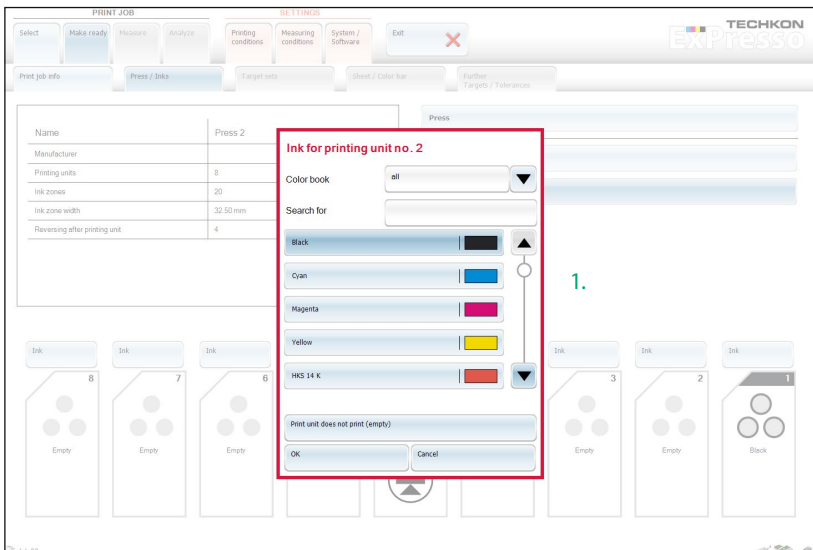 PRINT JOB
SETTINGS
Select
Make ready
Measure
Analyze
Printing
conditions
Measuring
conditions
System /
Software
Exit
TECHKON
ExPresso
Print job info
Press / Inks
Target sets
Sheet / Color bar
Further
Targets / Tolerances
Name
Press 2
Manufacturer
Printing units
8
Ink zones
20
Ink zone width
32.50 mm
Reversing after printing unit
4
Press
Ink for printing unit no. 2
Color book
all
Search for
Black
Cyan
Magenta
Yellow
HKS 14 K
Print unit does not print (empty)
OK
Cancel
1.
Ink
Ink
Ink
Ink
Ink
Ink
8
7
6
3
2
1
Empty
Empty
Empty
Empty
Empty
Black